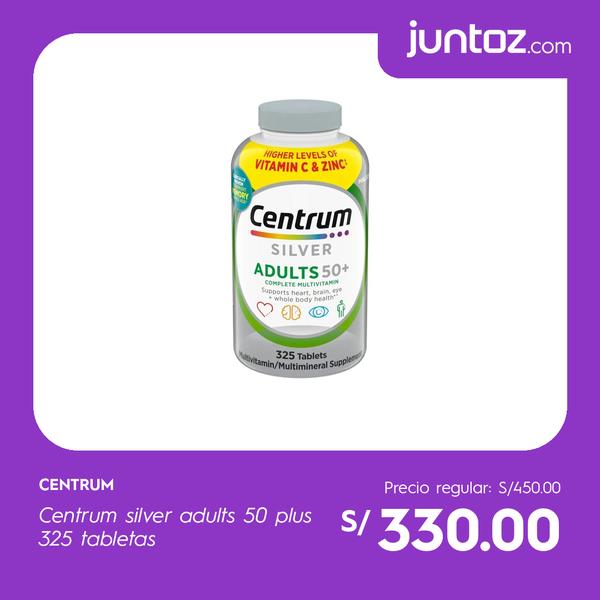 juntoz.com
HIGHER LEVELS OF
VITAMIN C & ZINC
Centrum
SILVER
ADULTS 50+
COMPLETE MULTIVITAMIN
Supports heart, brain, eye
+ whole body health
325 Tablets
Multivitamin/Multimineral Supplement
CENTRUM
Centrum silver adults 50 plus
325 tabletas
Precio regular: S/450.00
S/ 330.00